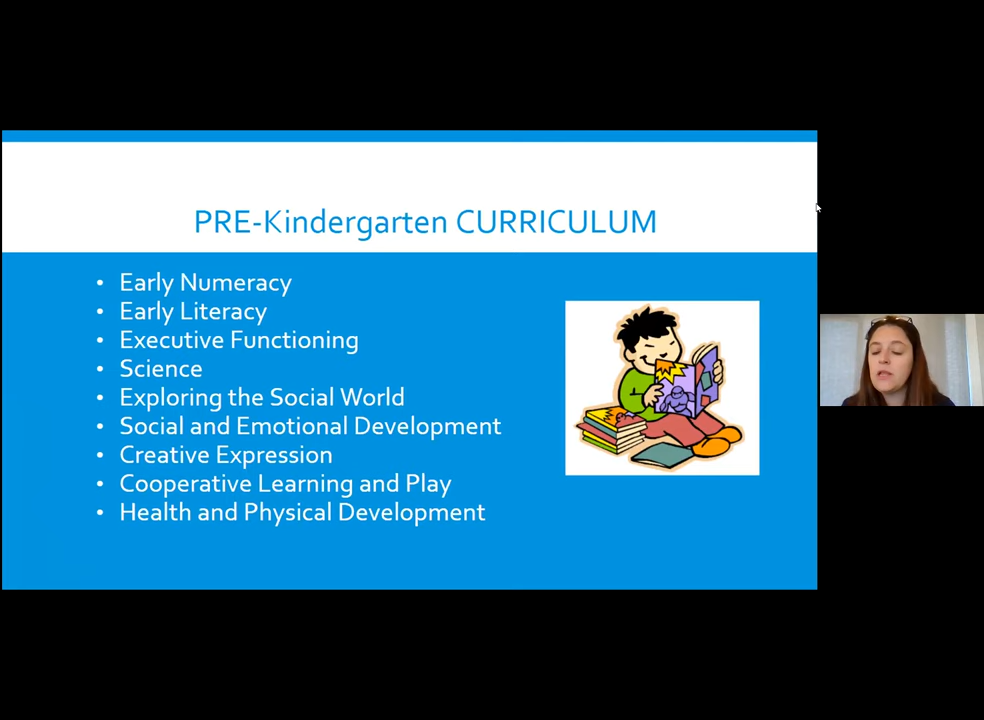 PRE-Kindergarten CURRICULUM
• Early Numeracy
• Early Literacy
• Executive Functioning
• Science
• Exploring the Social World
• Social and Emotional Development
• Creative Expression
• Cooperative Learning and Play
• Health and Physical Development